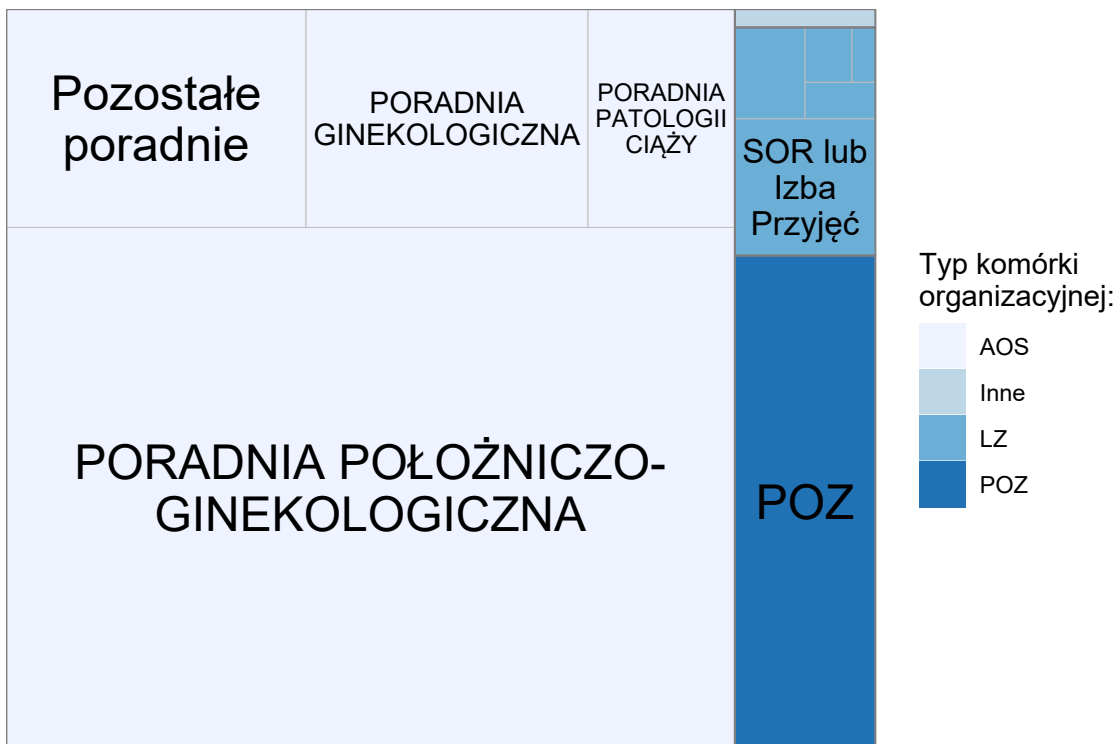 Pozostałe
poradnie
PORADNIA
GINEKOLOGICZNA
PORADNIA
PATOLOGII
CIĄŻY
SOR lub
Izba
Przyjęć
PORADNIA POŁOŻNICZO-
GINEKOLOGICZNA
POZ
Typ komórki
organizacyjnej:
AOS
Inne
LZ
POZ